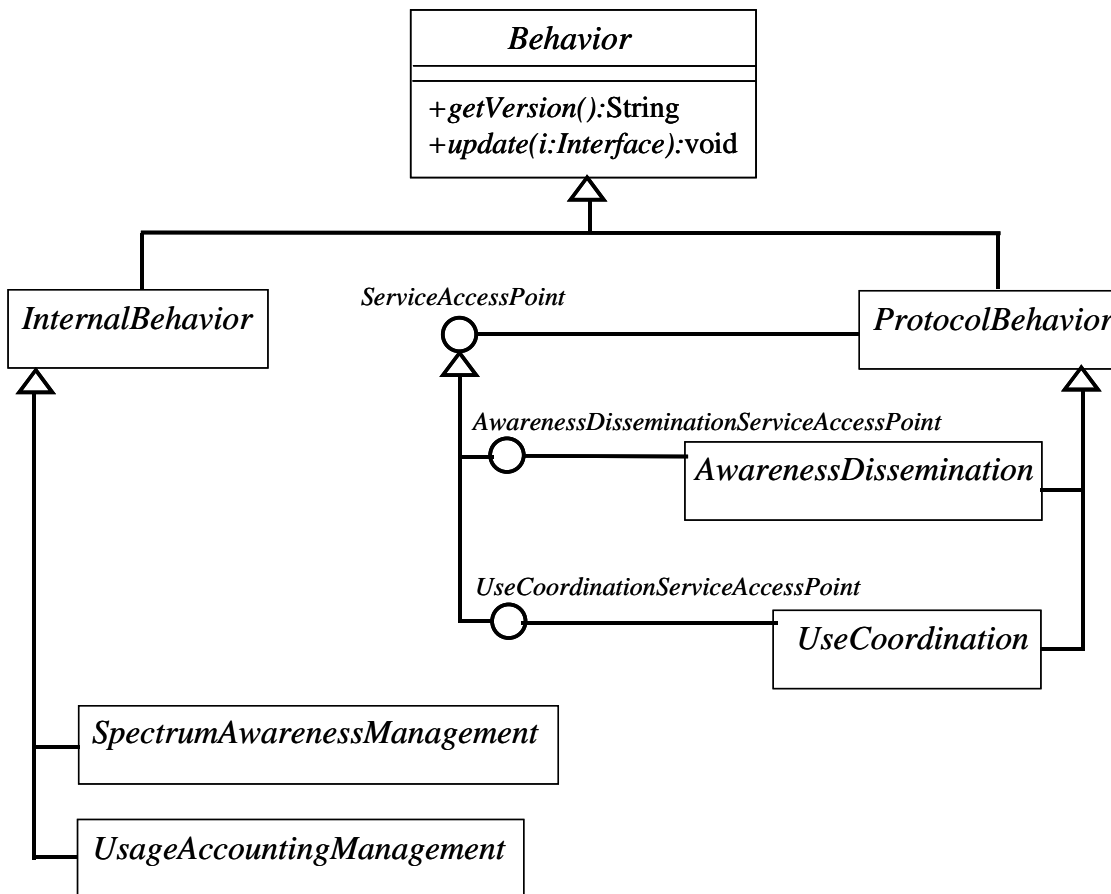 Behavior
+getVersion():String
+update(i:Interface):void
InternalBehavior
ServiceAccessPoint
ProtocolBehavior
AwarenessDisseminationServiceAccessPoint
AwarenessDissemination
UseCoordinationServiceAccessPoint
UseCoordination
SpectrumAwarenessManagement
UsageAccountingManagement